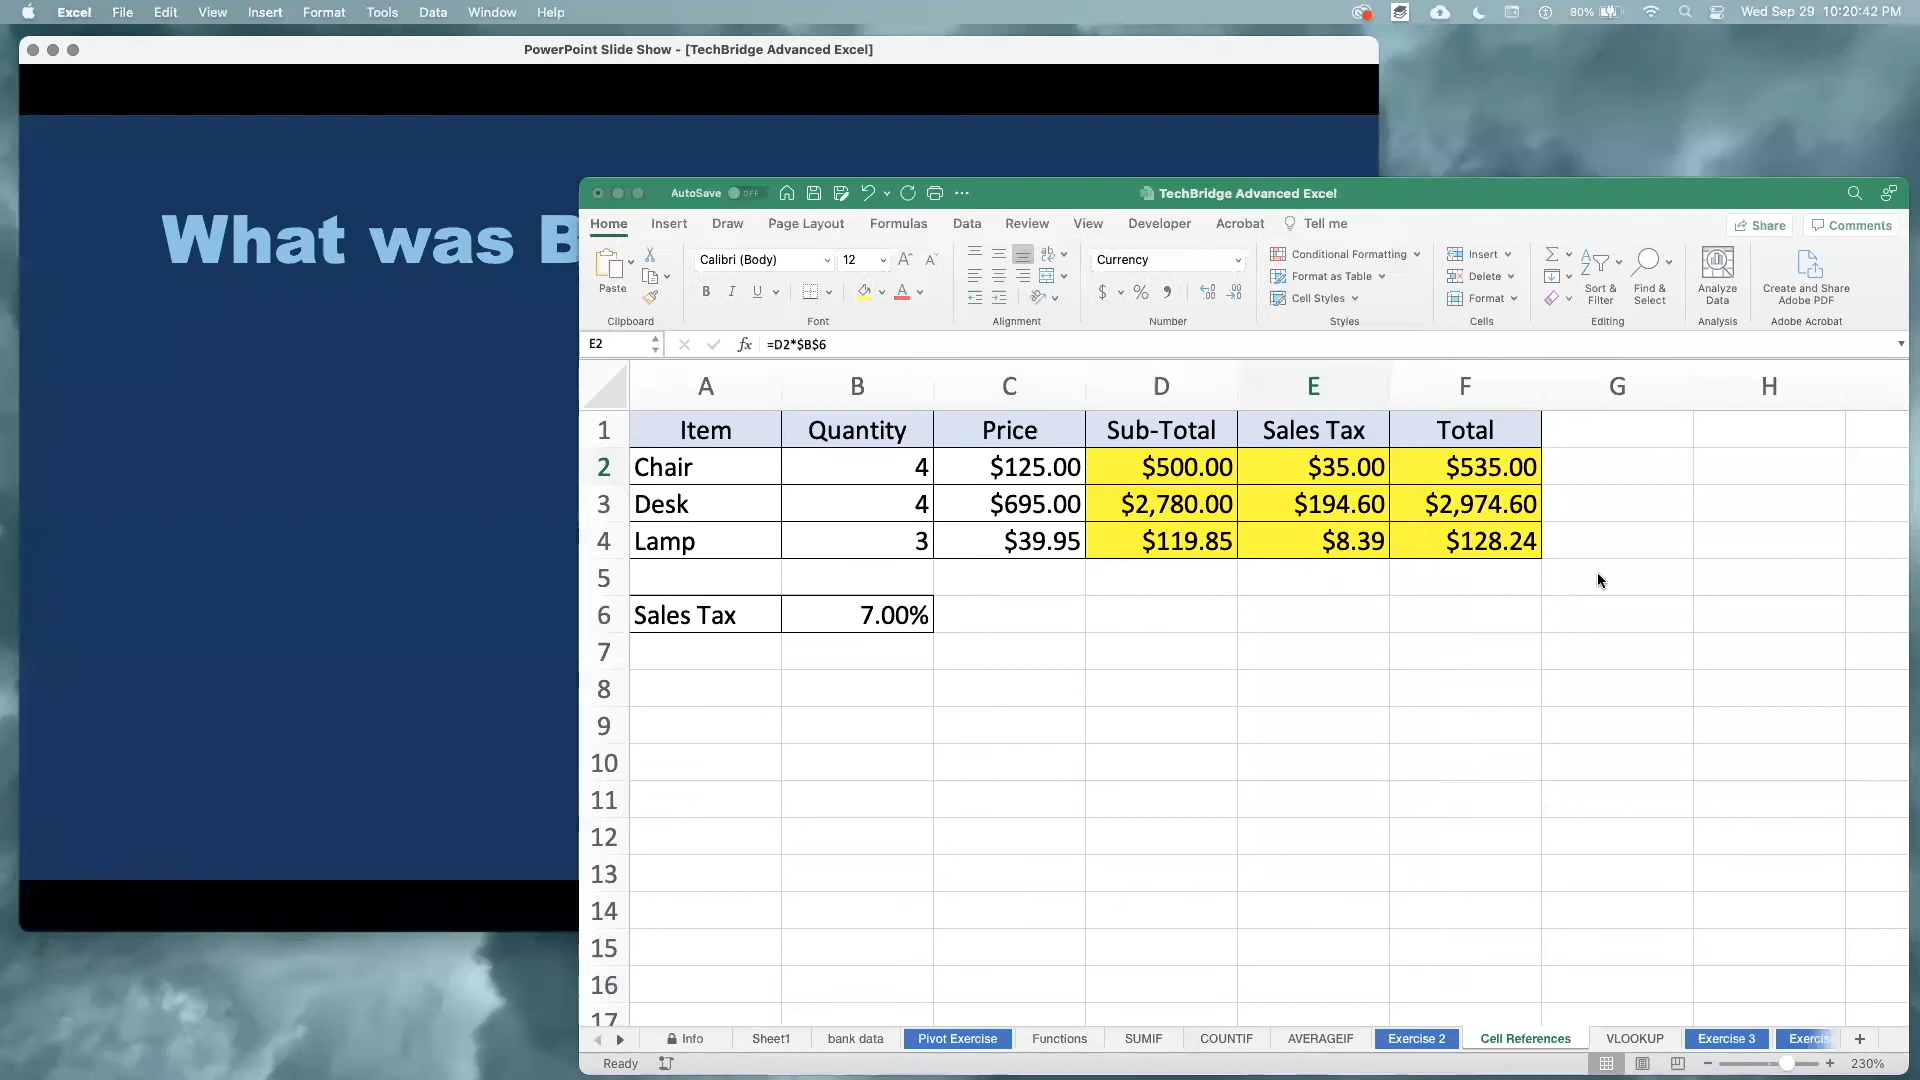 Excel File Edit View Insert Format Tools Data Window Help 80% Wed Sep 29 10:20:42 PM
PowerPoint Slide Show - [TechBridge Advanced Excel]
What was B
AutoSave OFF TechBridge Advanced Excel
Home Insert Draw Page Layout Formulas Data Review View Developer Acrobat Tell me Share Comments
Paste Calibri (Body) 12 Currency Conditional Formatting Format as Table Cell Styles Insert Delete Format Sort & Filter Find & Select Analyze Data Create and Share Adobe PDF
Clipboard Font Alignment Number Styles Cells Editing Analysis Adobe Acrobat
E2 fx =D2*$B$6
A B C D E F G H
1 Item Quantity Price Sub-Total Sales Tax Total
2 Chair 4 $125.00 $500.00 $35.00 $535.00
3 Desk 4 $695.00 $2,780.00 $194.60 $2,974.60
4 Lamp 3 $39.95 $119.85 $8.39 $128.24
5
6 Sales Tax 7.00%
7
8
9
10
11
12
13
14
15
16
17
Info Sheet1 bank data Pivot Exercise Functions SUMIF COUNTIF AVERAGEIF Exercise 2 Cell References VLOOKUP Exercise 3 Exercis
Ready 230%